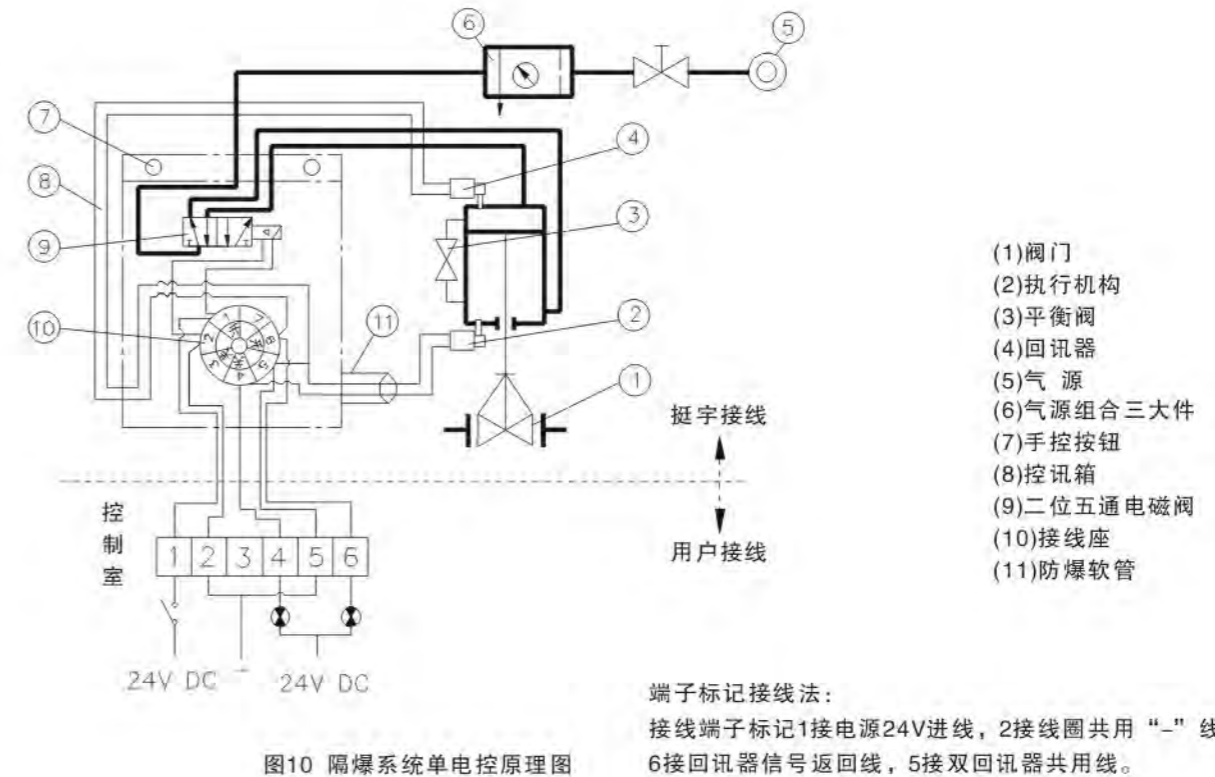 6
5
7
4
8
3
9
10
11
2
1
1
7
2
6
3
5
4
挺宇接线
用户接线
控
制
室
1 2 3 4 5 6
24V DC
24V DC
(1)阀门
(2)执行机构
(3)平衡阀
(4)回讯器
(5)气 源
(6)气源组合三大件
(7)手控按钮
(8)控讯箱
(9)二位五通电磁阀
(10)接线座
(11)防爆软管
端子标记接线法：
接线端子标记1接电源24V进线，2接线圈共用“-”线
6接回讯器信号返回线，5接双回讯器共用线。
图10 隔爆系统单电控原理图